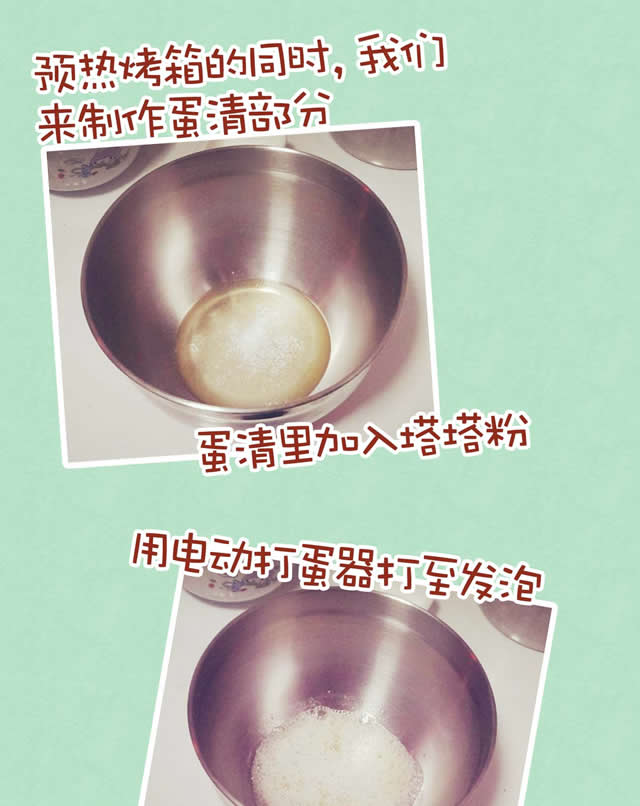 预热烤箱的同时，我们
来制作蛋清部分
蛋清里加入塔塔粉
用电动打蛋器打至发泡